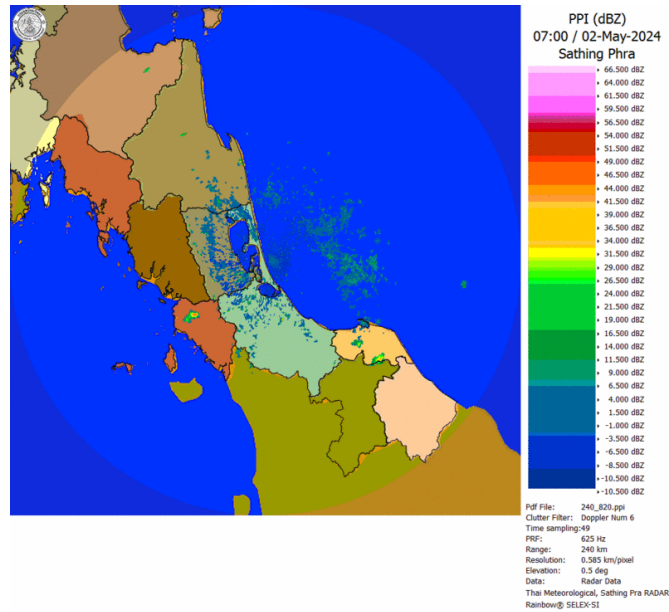 PPI (dBZ)
07:00 / 02-May-2024
Sathing Phra
66.500 dBZ
64.000 dBZ
61.500 dBZ
59.500 dBZ
56.500 dBZ
54.000 dBZ
51.500 dBZ
49.000 dBZ
46.500 dBZ
44.000 dBZ
41.500 dBZ
39.000 dBZ
36.500 dBZ
34.000 dBZ
31.500 dBZ
29.000 dBZ
26.500 dBZ
24.000 dBZ
21.500 dBZ
19.000 dBZ
16.500 dBZ
14.000 dBZ
11.500 dBZ
9.000 dBZ
6.500 dBZ
4.000 dBZ
1.500 dBZ
-1.000 dBZ
-3.500 dBZ
-6.000 dBZ
-8.500 dBZ
-10.500 dBZ
Pdf File: 240_820.ppi
Clutter Filter: Doppler Num 6
Time sampling:49
PRF: 625 Hz
Range: 240 km
Resolution: 0.585 km/pixel
Elevation: 0.5 deg
Data: Radar Data
Thai Meteorological, Sathing Pra RADAR
Rainbow® SELEX-SI